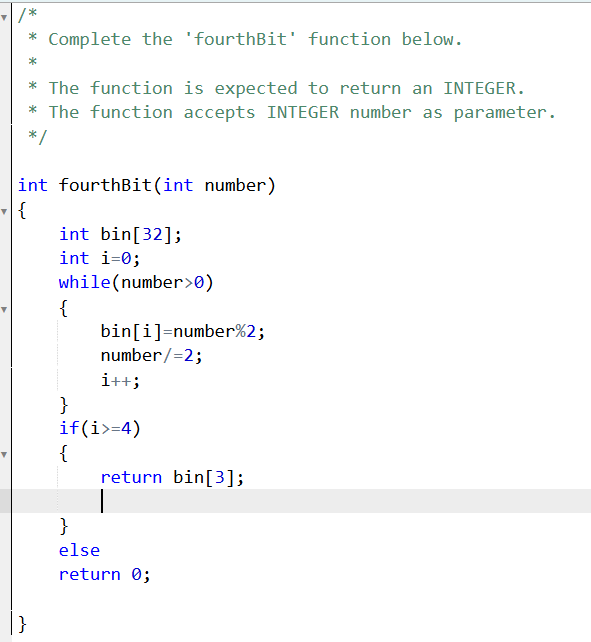 /*
 * Complete the 'fourthBit' function below.
 *
 * The function is expected to return an INTEGER.
 * The function accepts INTEGER number as parameter.
 */

int fourthBit(int number)
{
    int bin[32];
    int i=0;
    while(number>0)
    {
        bin[i]=number%2;
        number/=2;
        i++;
    }
    if(i>=4)
    {
        return bin[3];

    }
    else
    return 0;

}